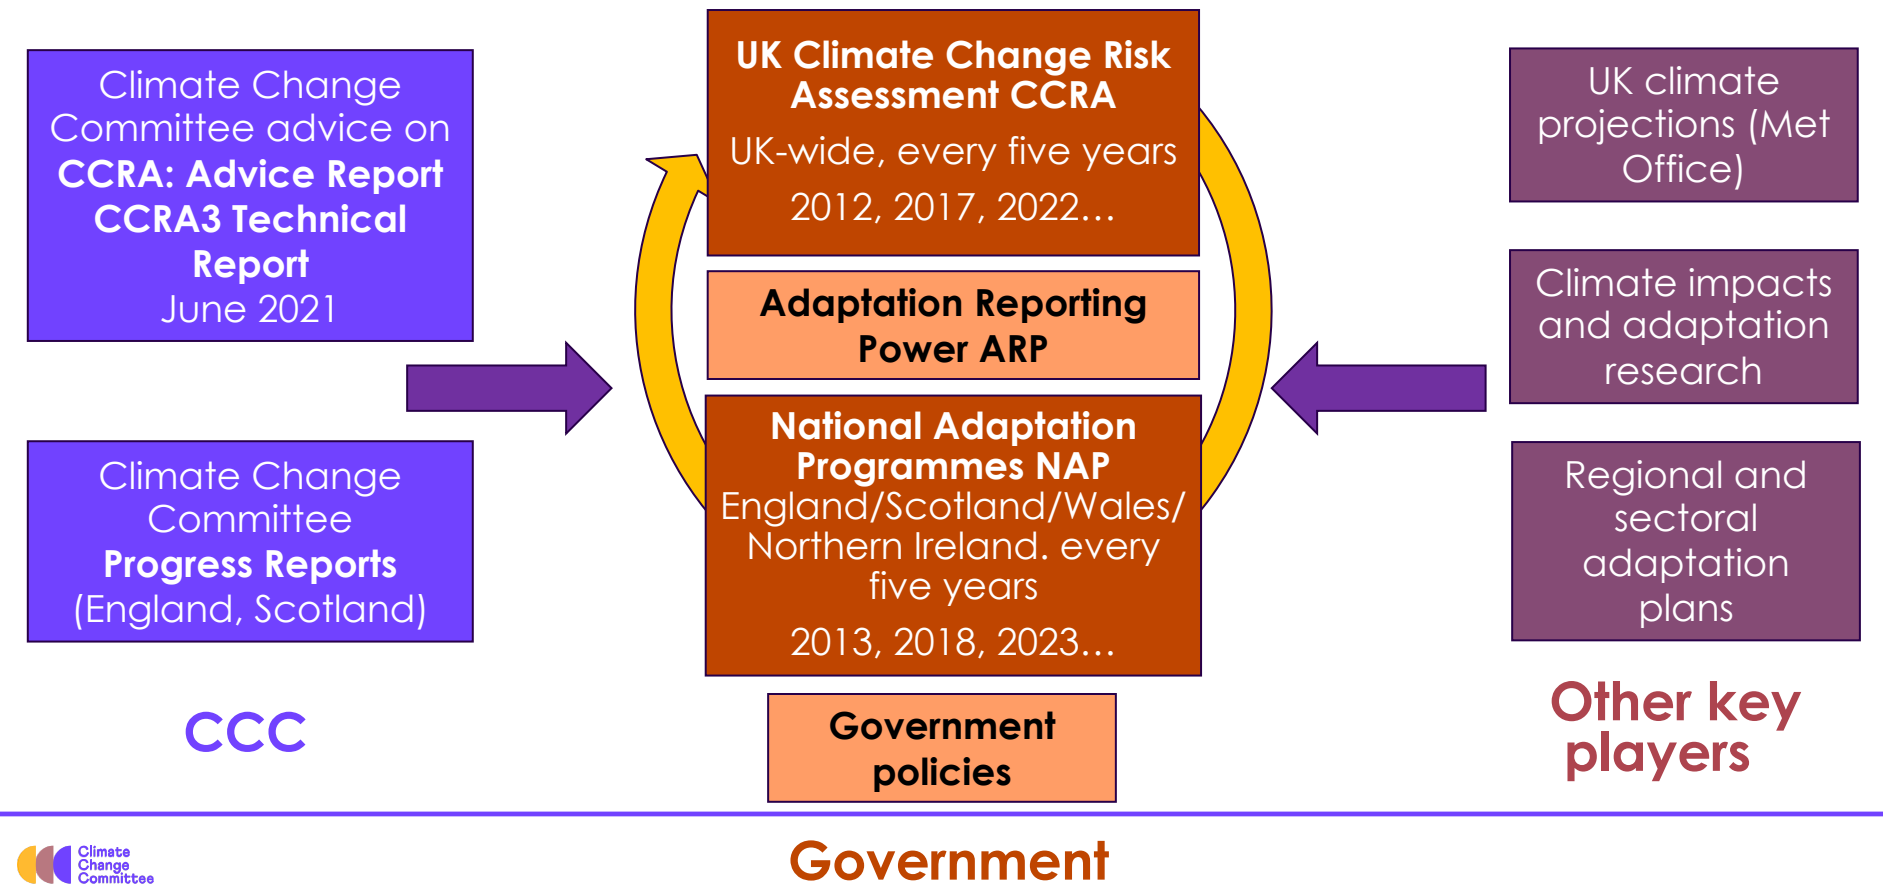 Climate Change
Committee advice on
CCRA: Advice Report
CCRA3 Technical
Report
June 2021
Climate Change
Committee
Progress Reports
(England, Scotland)
CCC
UK Climate Change Risk
Assessment CCRA
UK-wide, every five years
2012, 2017, 2022…
Adaptation Reporting
Power ARP
National Adaptation
Programmes NAP
England/Scotland/Wales/
Northern Ireland. every
five years
2013, 2018, 2023…
Government
policies
UK climate
projections (Met
Office)
Climate impacts
and adaptation
research
Regional and
sectoral
adaptation
plans
Other key
players
Climate
Change
Committee
Government